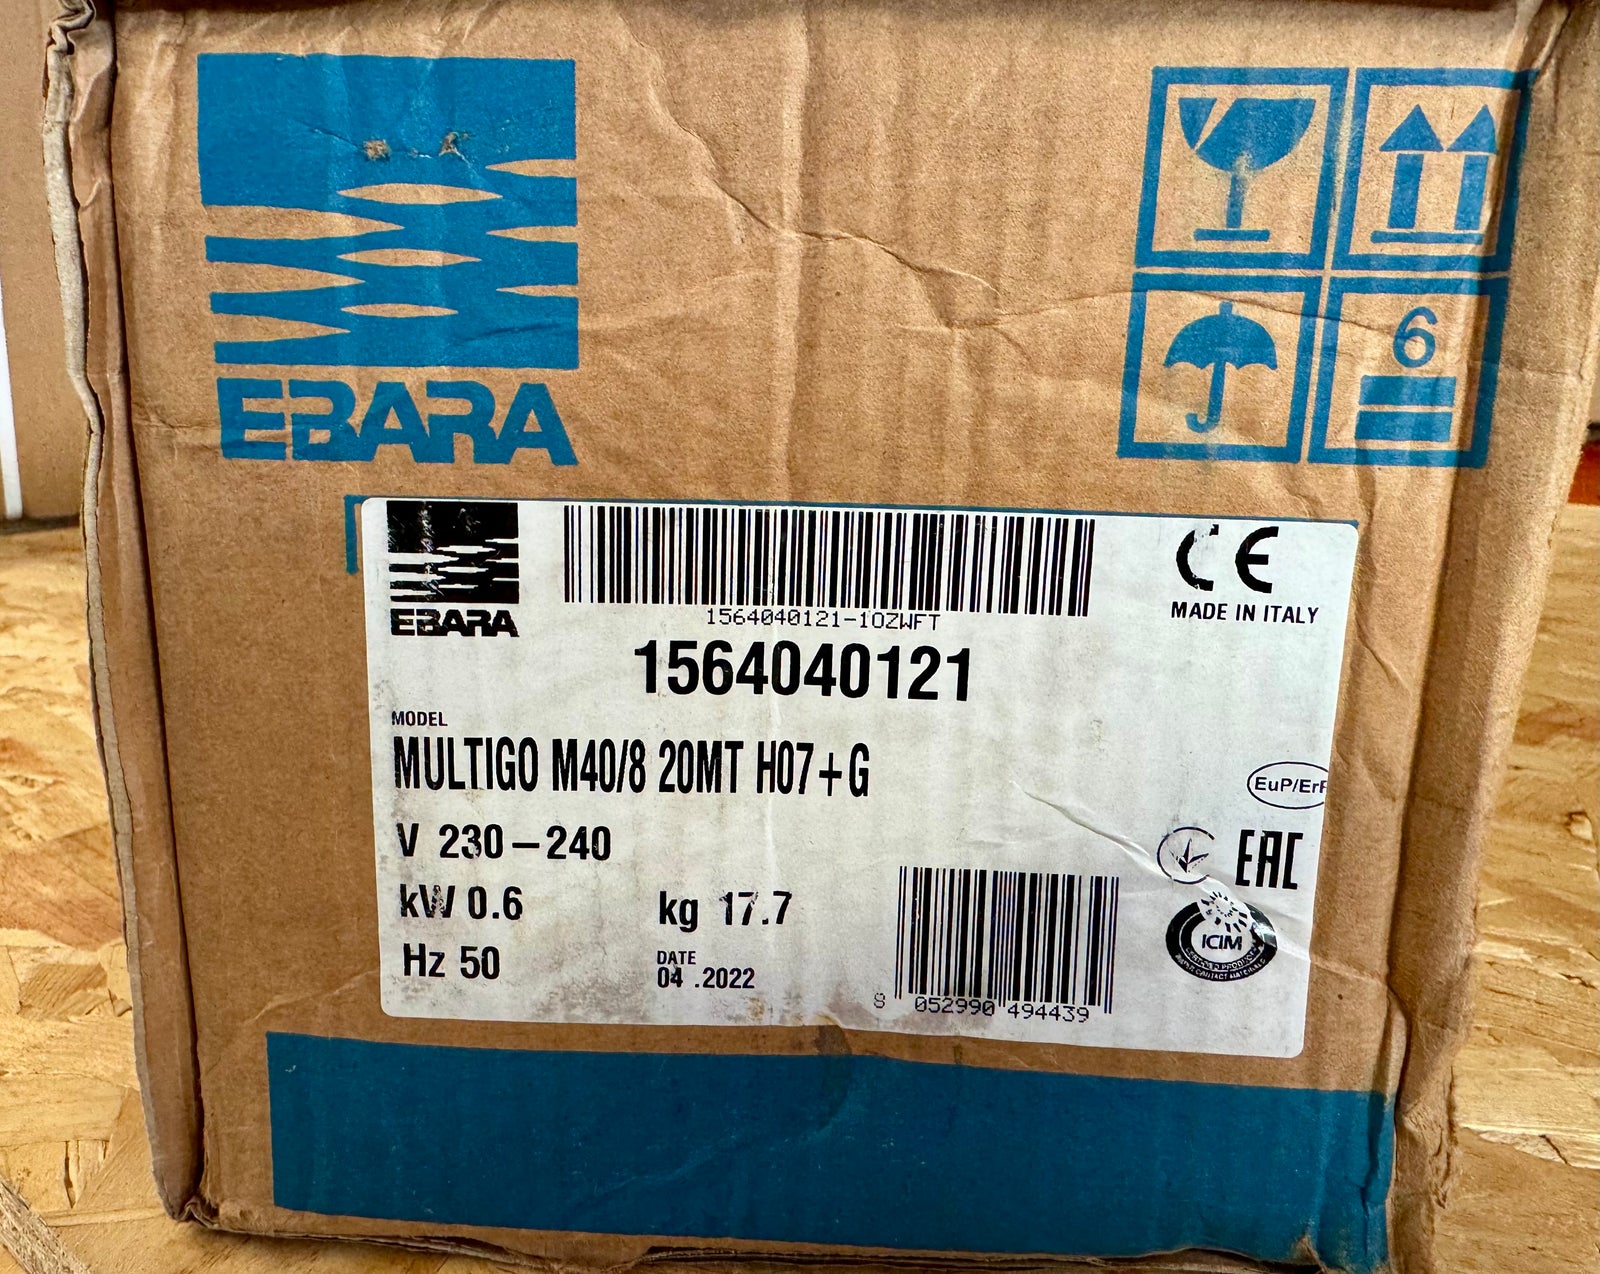 EBARA
6
EBARA
1564040121-10ZWFT
CE
MADE IN ITALY
1564040121
MODEL
MULTIGO M40/8 20MT H07+G
EuP/ErP
V 230-240
EAC
kW 0.6
kg 17.7
ICIM
Hz 50
DATE
04 .2022
8 052990 494439